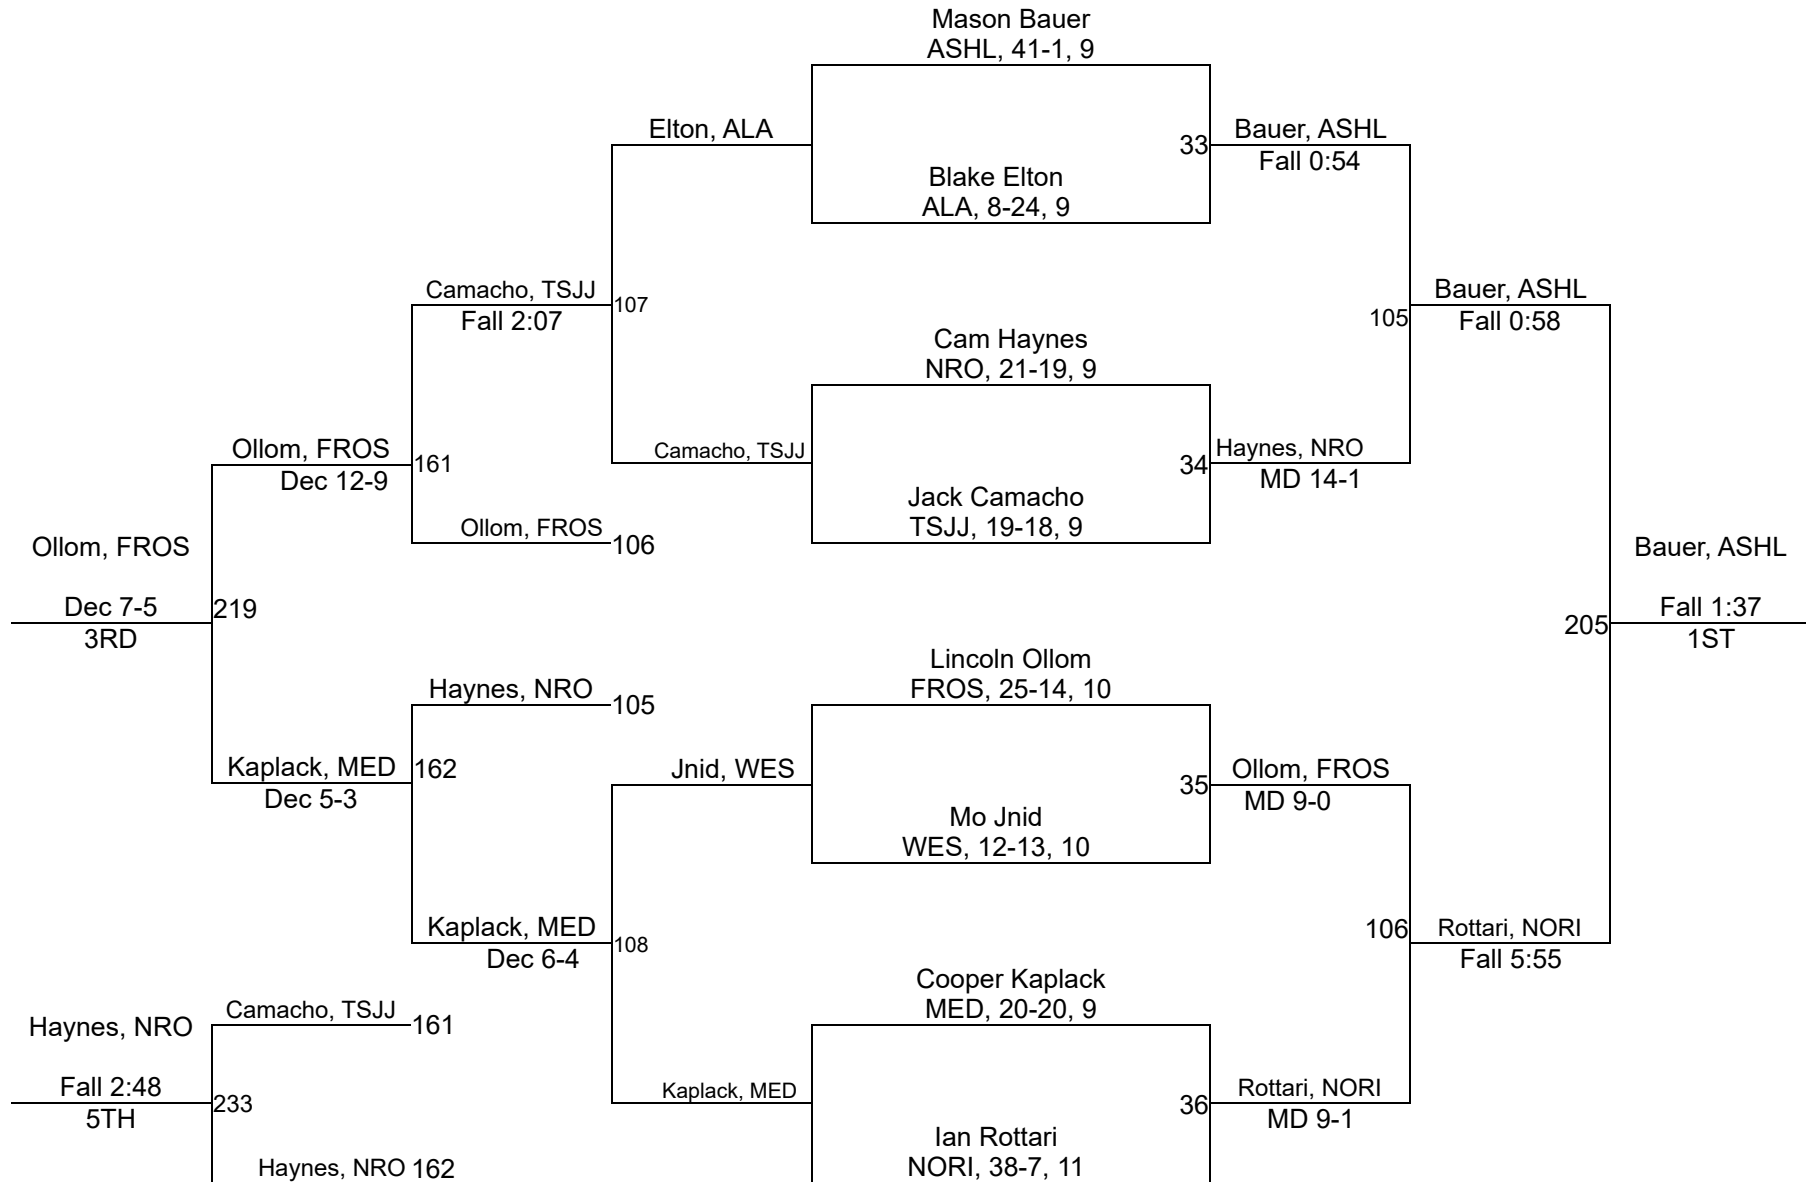 Mason Bauer
ASHL, 41-1, 9
Elton, ALA
33
Bauer, ASHL
Fall 0:54
Blake Elton
ALA, 8-24, 9
Camacho, TSJJ
Fall 2:07
107
Bauer, ASHL
Fall 0:58
105
Cam Haynes
NRO, 21-19, 9
Ollom, FROS
Dec 12-9
161
Camacho, TSJJ
34
Haynes, NRO
MD 14-1
Jack Camacho
TSJJ, 19-18, 9
Ollom, FROS
106
Ollom, FROS
Dec 7-5
3RD
219
Bauer, ASHL
Fall 1:37
1ST
205
Lincoln Ollom
FROS, 25-14, 10
Haynes, NRO
105
Kaplack, MED
Dec 5-3
162
Jnid, WES
35
Ollom, FROS
MD 9-0
Mo Jnid
WES, 12-13, 10
Kaplack, MED
Dec 6-4
108
106
Rottari, NORI
Fall 5:55
Cooper Kaplack
MED, 20-20, 9
Camacho, TSJJ
161
Haynes, NRO
Fall 2:48
5TH
233
Kaplack, MED
36
Rottari, NORI
MD 9-1
Ian Rottari
NORI, 38-7, 11
Haynes, NRO
162